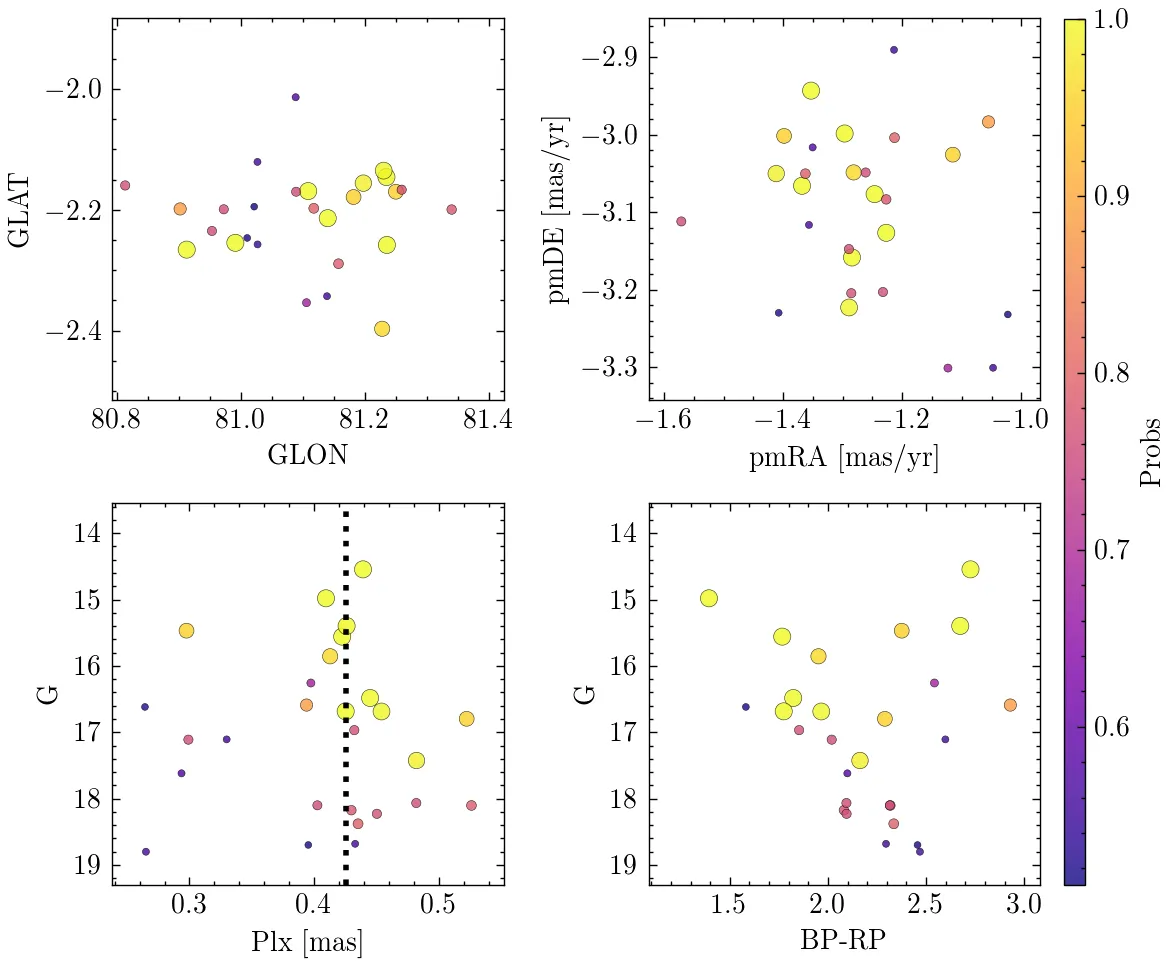 −2.0
−2.2
−2.4
GLAT
80.8 81.0 81.2 81.4
GLON
−2.9
−3.0
−3.1
−3.2
−3.3
pmDE [mas/yr]
−1.6 −1.4 −1.2 −1.0
pmRA [mas/yr]
1.0
0.9
0.8
0.7
0.6
Probs
14
15
16
17
18
19
G
0.3 0.4 0.5
Plx [mas]
14
15
16
17
18
19
G
1.5 2.0 2.5 3.0
BP-RP